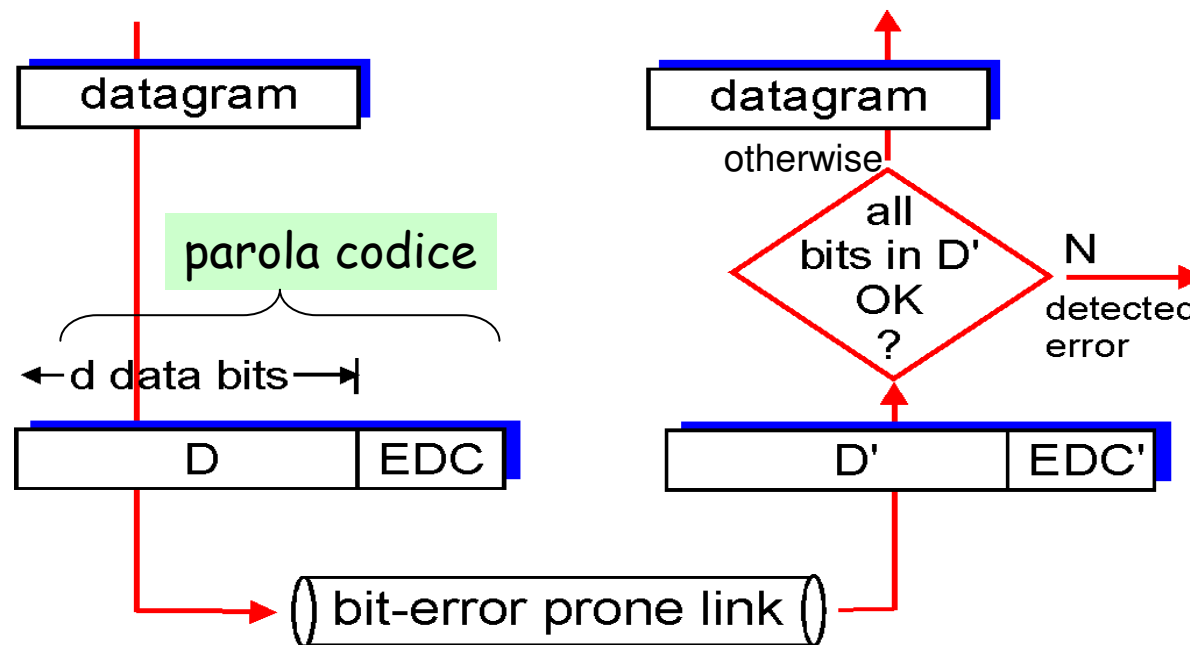 datagram
parola codice
d data bits
D
EDC
bit-error prone link
datagram
otherwise
all
bits in D'
OK
?
N
detected
error
D'
EDC'